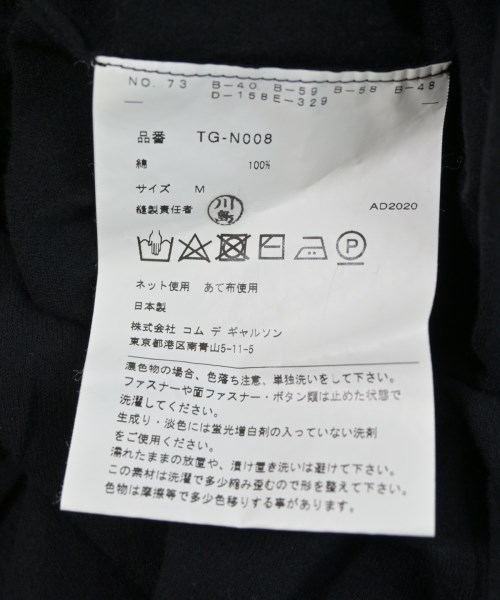 NO. 73 B-40 B-59 B-58 B-48
D-158 E-329
品番 TG-N008
綿 100%
サイズ M
縫製責任者 川島
AD2020
P
ネット使用 あて布使用
日本製
株式会社 コム デ ギャルソン
東京都港区南青山5-11-5
濃色物の場合、色落ち注意、単独洗いをして下さい。
ファスナーや面ファスナー・ボタン類は止めた状態で
洗濯してください。
生成り・淡色には蛍光増白剤の入っていない洗剤
をご使用ください。
濡れたままの放置や、漬け置き洗いは避けて下さい。
この素材は洗濯で多少縮み歪むので形を整えて下さい。
色物は摩擦等で多少色移りする事があります。